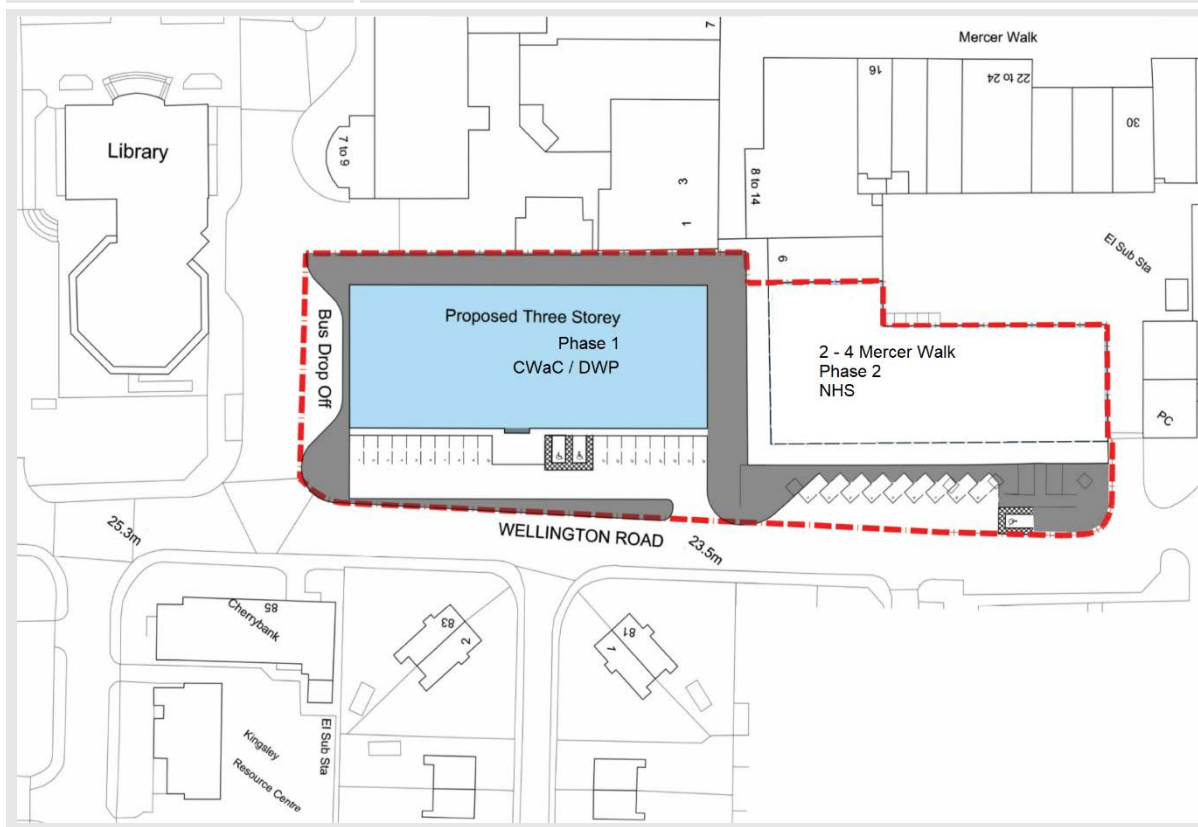 Mercer Walk
7
16
22 to 24
30
Library
7 to 9
3
1
8 to 14
El Sub Sta
9
Bus Drop Off
Proposed Three Storey
Phase 1
CWaC / DWP
2 - 4 Mercer Walk
Phase 2
NHS
PC
WELLINGTON ROAD
25.3m
23.5m
85
Cherrybank
83
2
81
1
El Sub Sta
Kingsley
Resource Centre